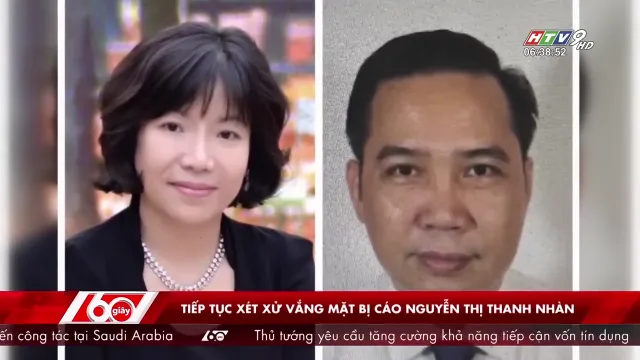 HTV9 HD
06:38:52
60 giây
TIẾP TỤC XÉT XỬ VẮNG MẶT BỊ CÁO NGUYỄN THỊ THANH NHÀN
công tác tại Saudi Arabia 60 Thủ tướng yêu cầu tăng cường khả năng tiếp cận vốn tín dụng